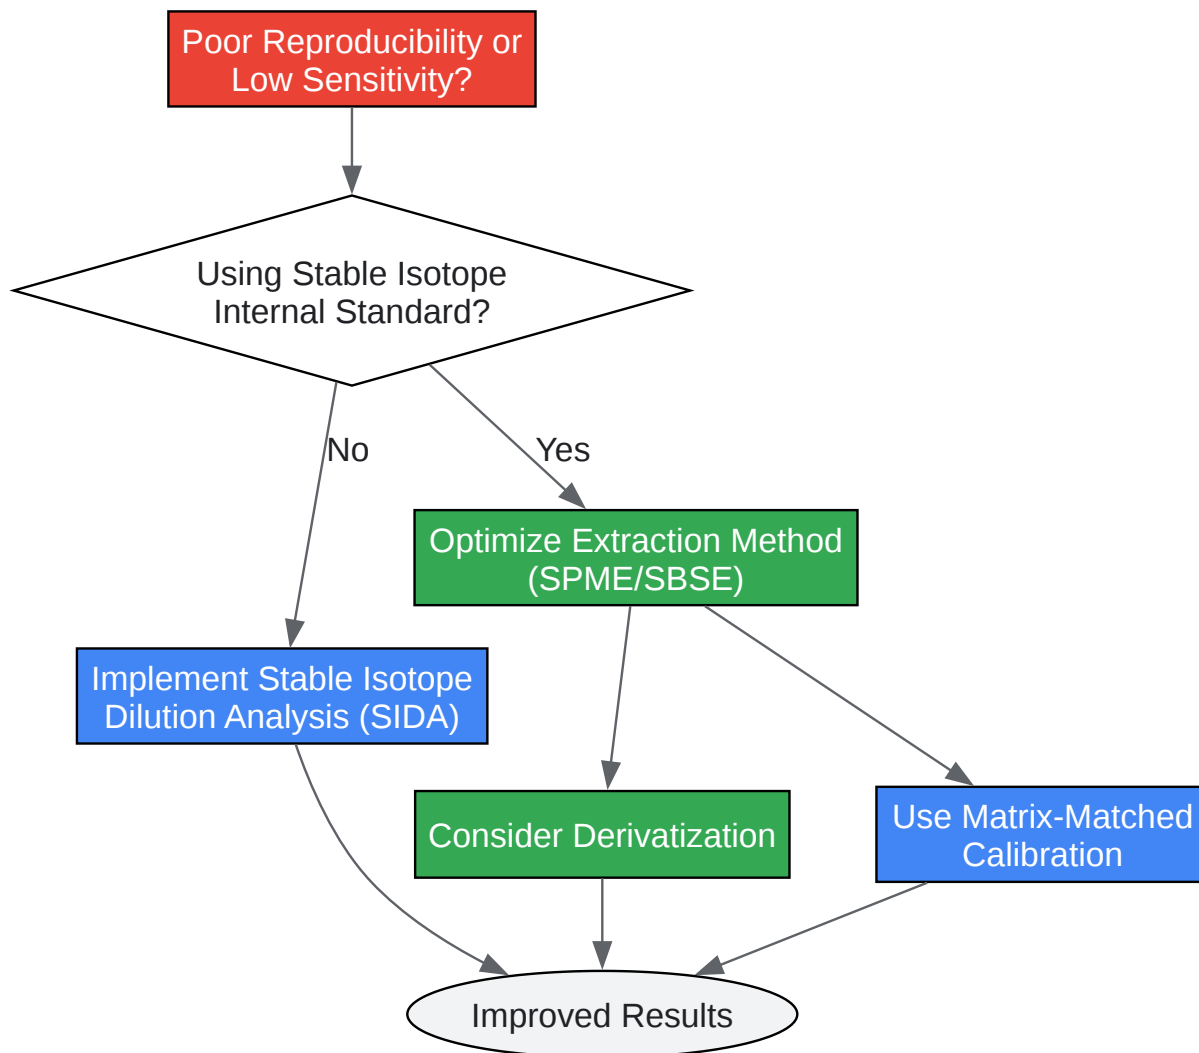 Poor Reproducibility or
Low Sensitivity?
Using Stable Isotope
Internal Standard?
No
Yes
Optimize Extraction Method
(SPME/SBSE)
Implement Stable Isotope
Dilution Analysis (SIDA)
Consider Derivatization
Use Matrix-Matched
Calibration
Improved Results